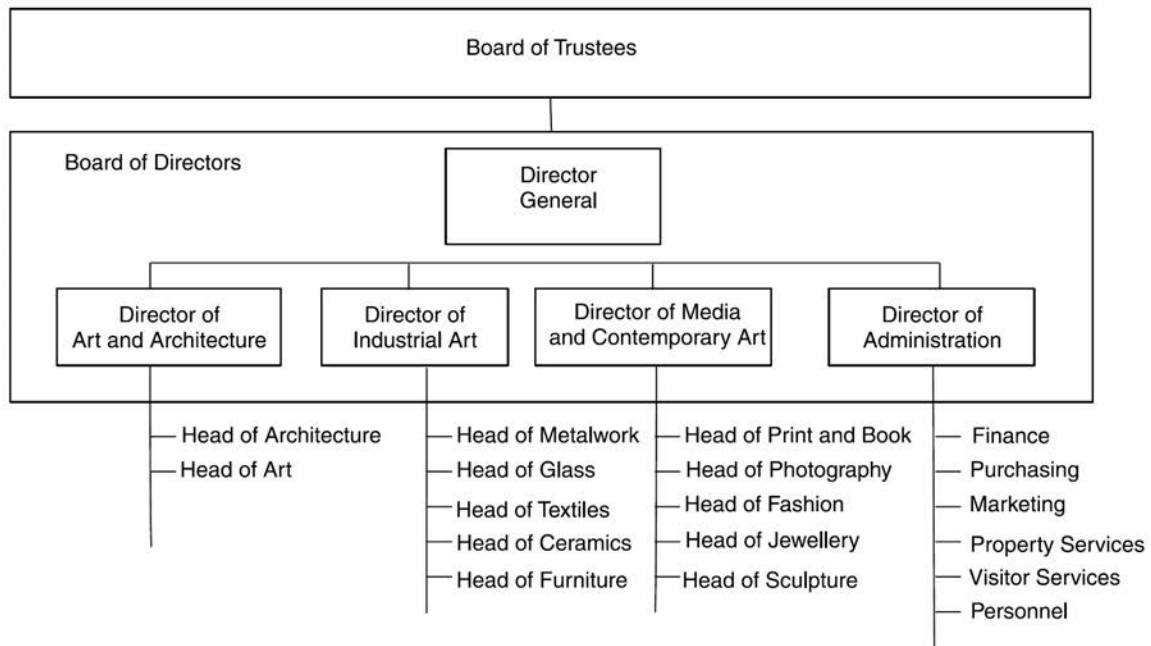 Board of Trustees
Board of Directors
Director
General
Director of
Art and Architecture
Director of
Industrial Art
Director of Media
and Contemporary Art
Director of
Administration
Head of Architecture
Head of Art
Head of Metalwork
Head of Glass
Head of Textiles
Head of Ceramics
Head of Furniture
Head of Print and Book
Head of Photography
Head of Fashion
Head of Jewellery
Head of Sculpture
Finance
Purchasing
Marketing
Property Services
Visitor Services
Personnel